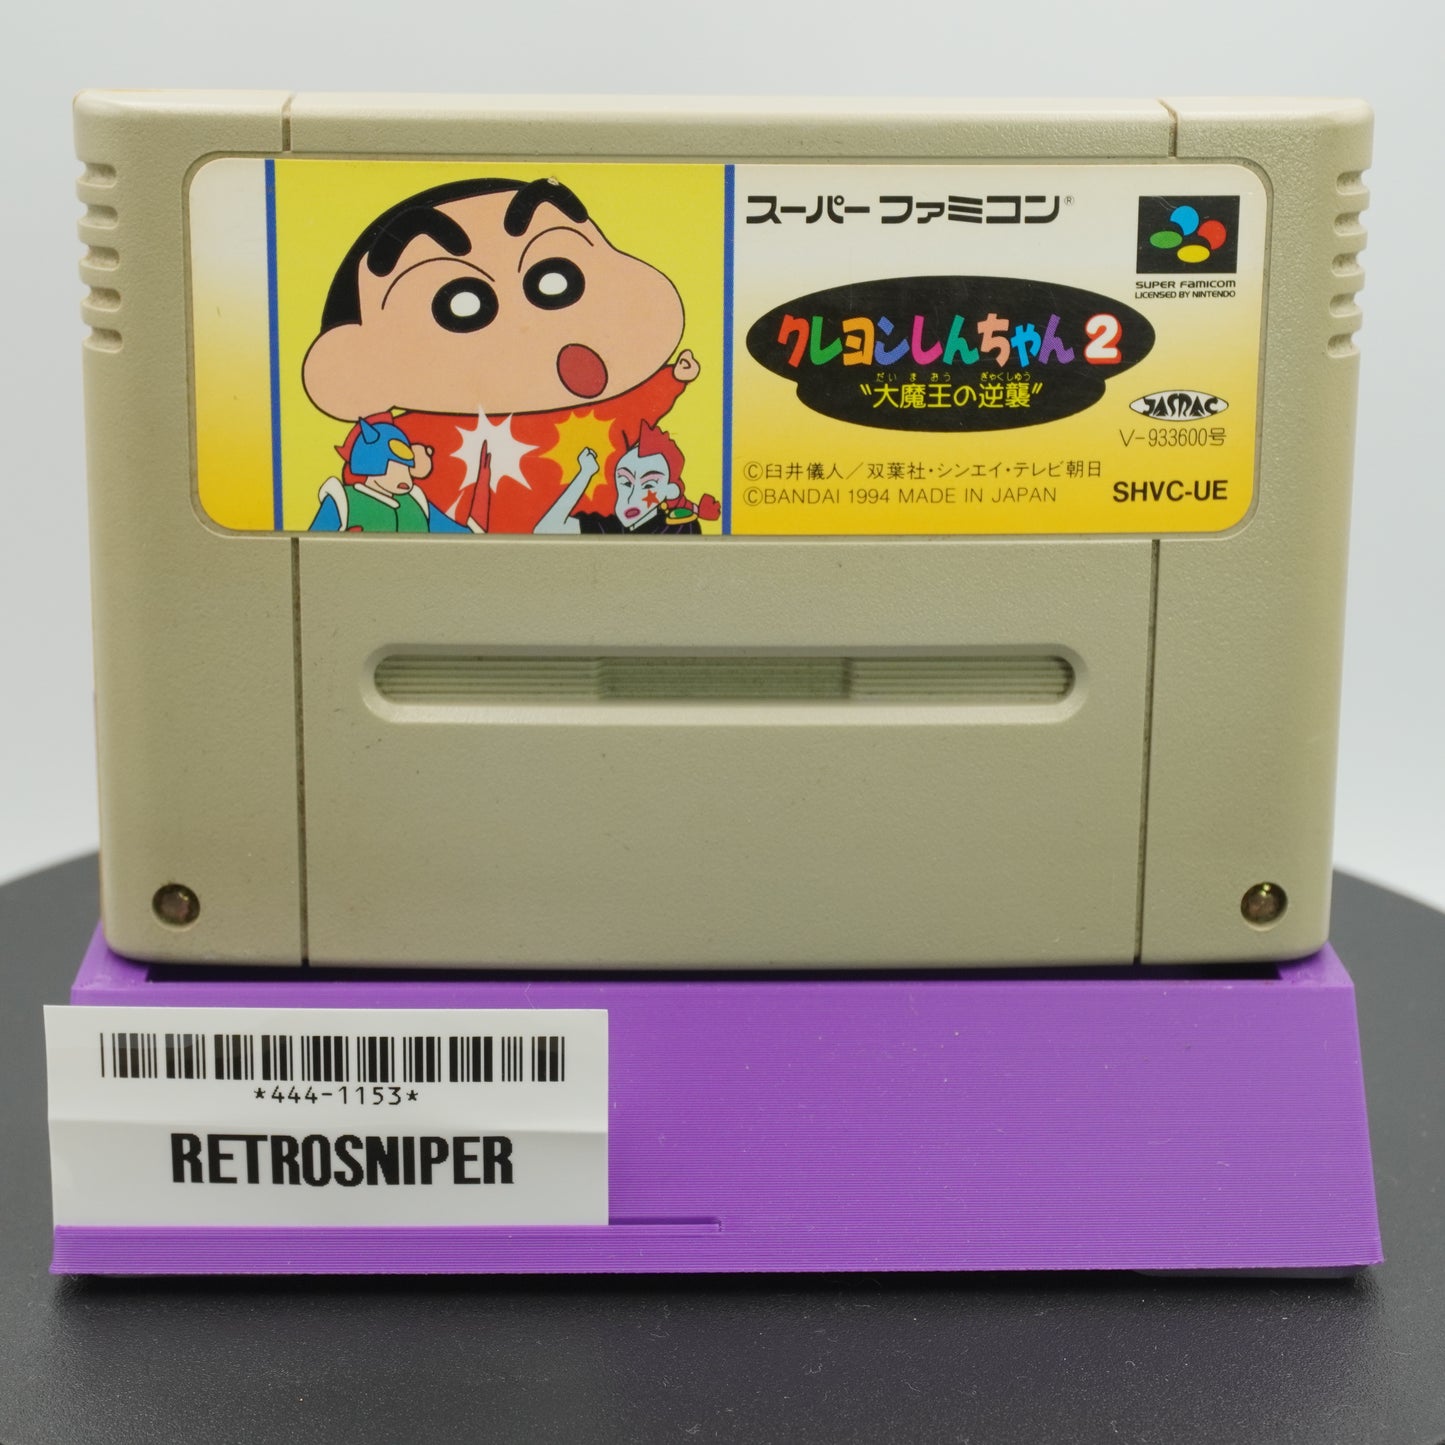 スーパーファミコン®
SUPER FAMICOM
LICENSED BY NINTENDO
クレヨンしんちゃん2
だいまおう ぎゃくしゅう
〝大魔王の逆襲〟
JASRAC
V-933600号
Ⓒ臼井儀人/双葉社・シンエイ・テレビ朝日
ⒸBANDAI 1994 MADE IN JAPAN
SHVC-UE
*444-1153*
RETROSNIPER